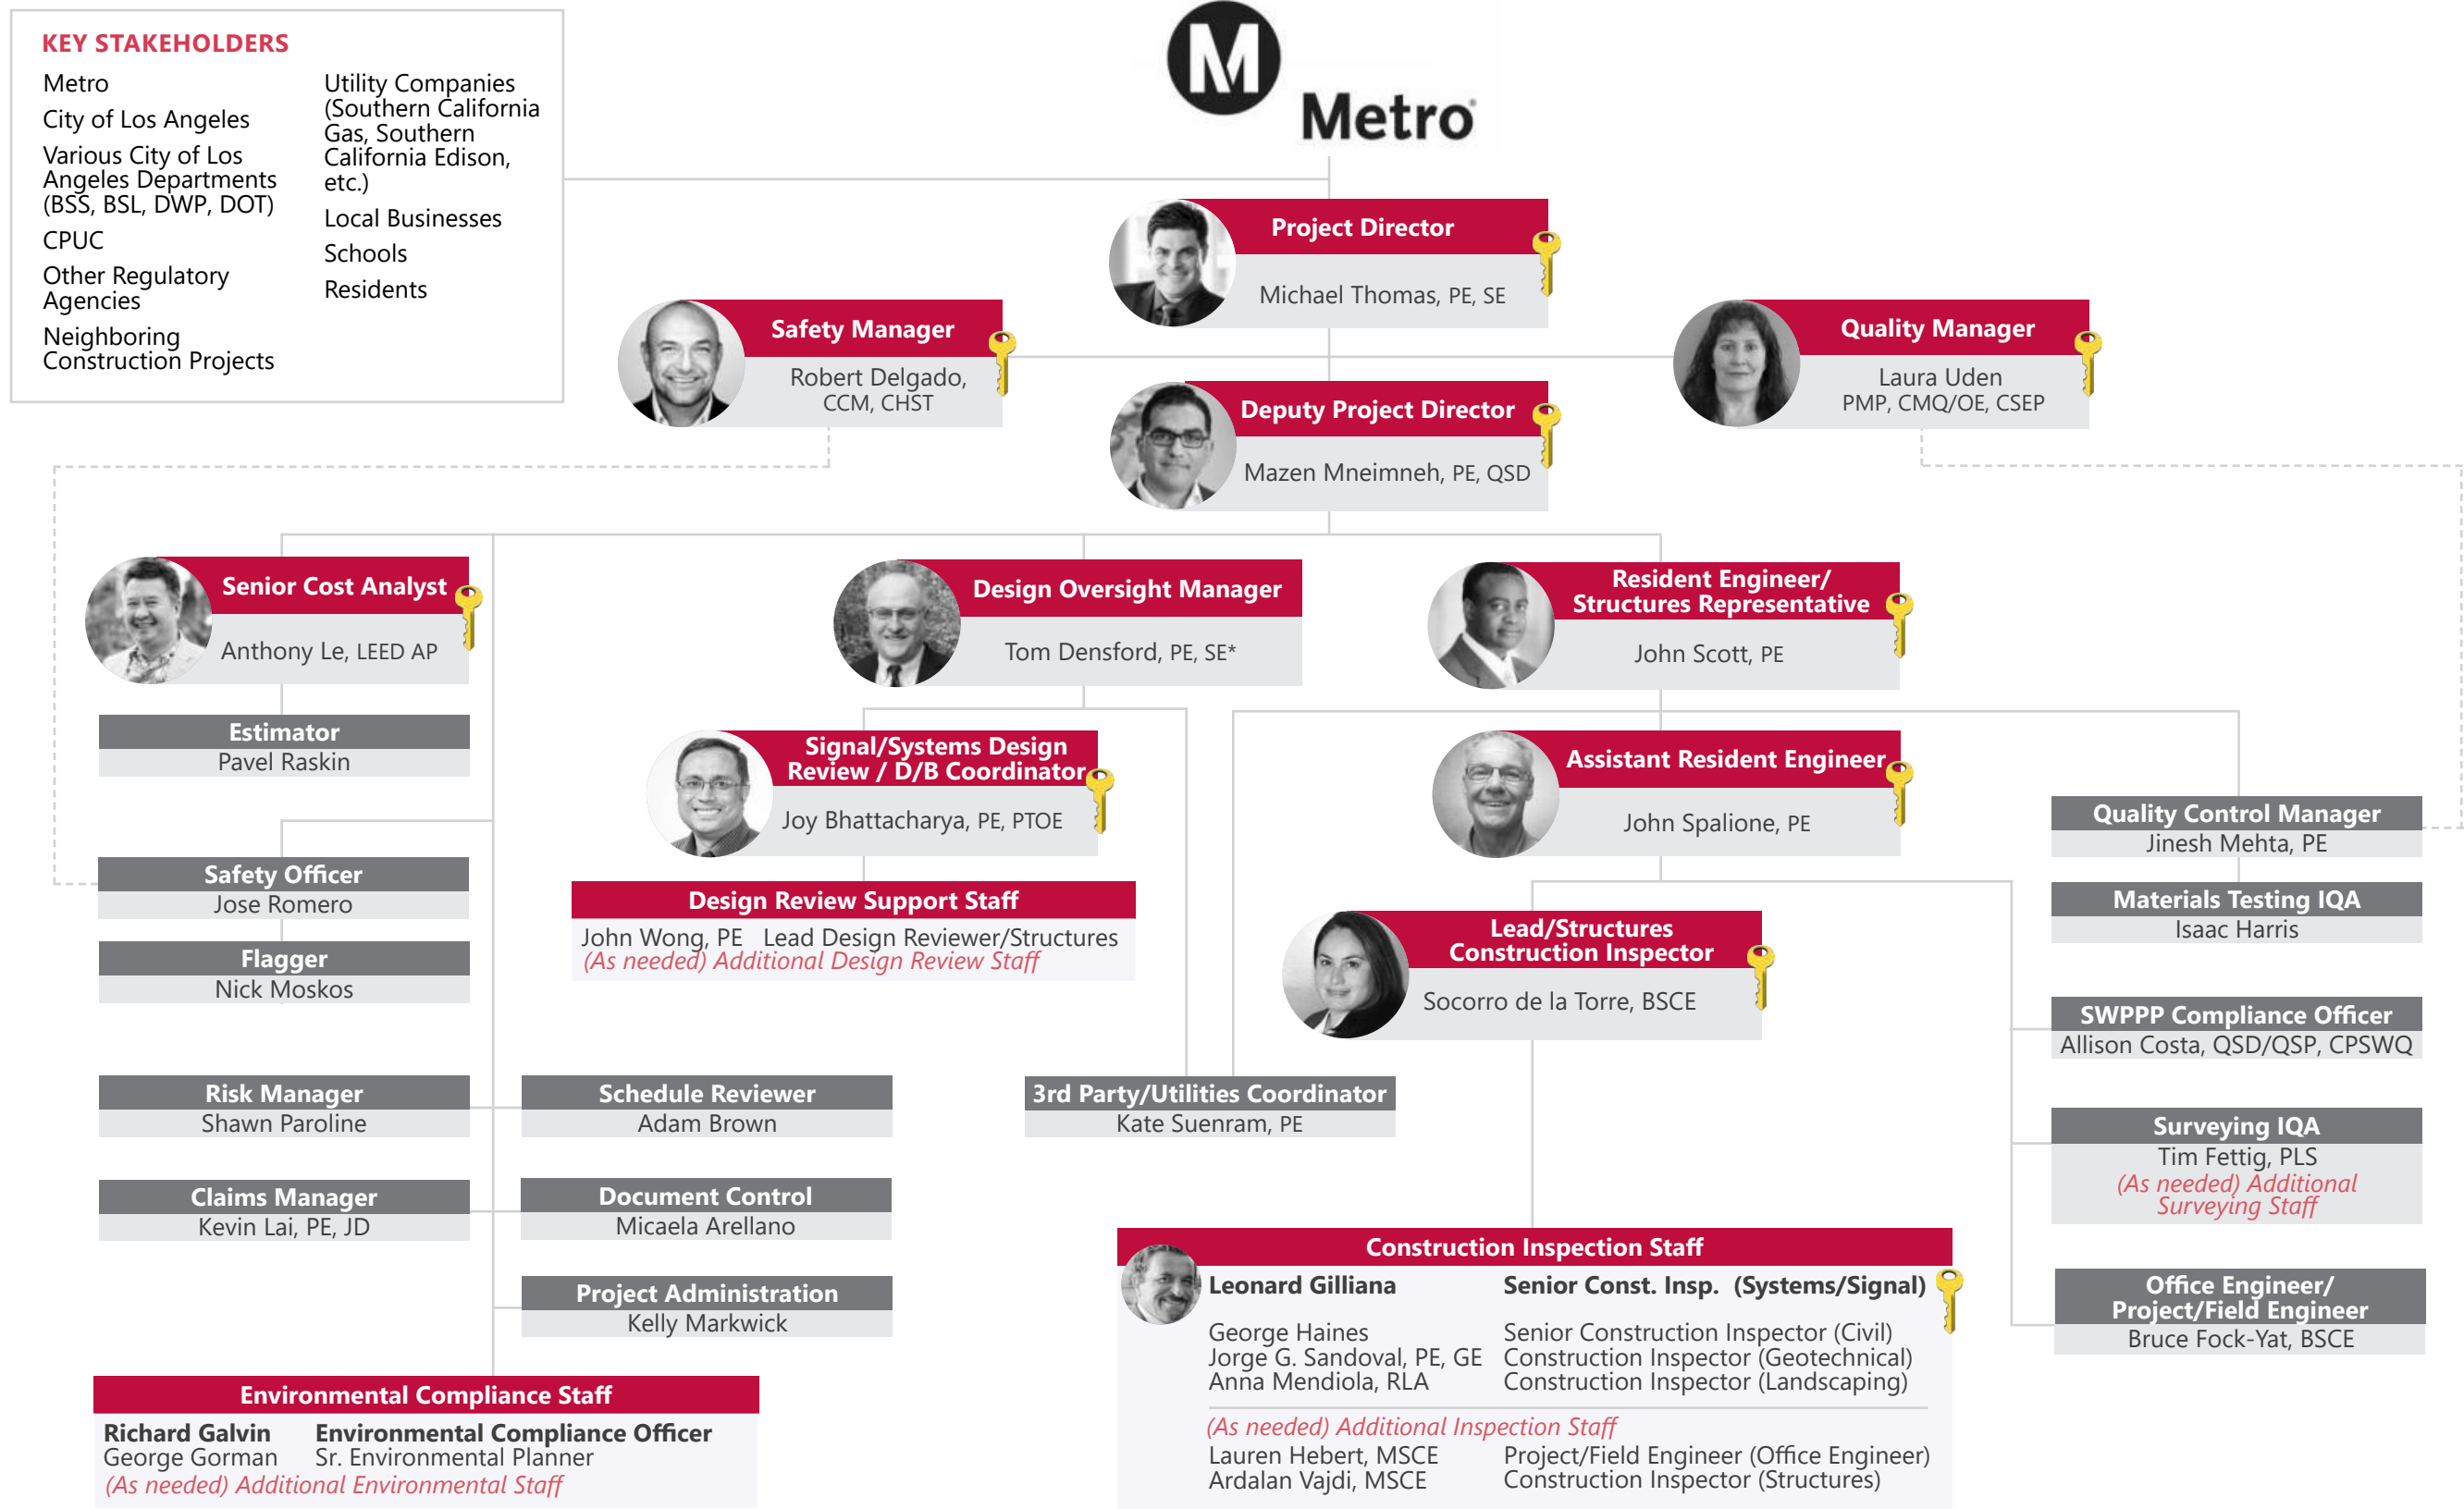 KEY STAKEHOLDERS
Metro
City of Los Angeles
Various City of Los
Angeles Departments
(BSS, BSL, DWP, DOT)
CPUC
Other Regulatory
Agencies
Neighboring
Construction Projects
Utility Companies
(Southern California
Gas, Southern
California Edison,
etc.)
Local Businesses
Schools
Residents
M
Metro
Project Director
Michael Thomas, PE, SE
Safety Manager
Robert Delgado,
CCM, CHST
Quality Manager
Laura Uden
PMP, CMQ/OE, CSEP
Deputy Project Director
Mazen Mneimneh, PE, QSD
Senior Cost Analyst
Anthony Le, LEED AP
Design Oversight Manager
Tom Densford, PE, SE*
Resident Engineer/
Structures Representative
John Scott, PE
Estimator
Pavel Raskin
Signal/Systems Design
Review / D/B Coordinator
Joy Bhattacharya, PE, PTOE
Assistant Resident Engineer
John Spalione, PE
Quality Control Manager
Jinesh Mehta, PE
Safety Officer
Jose Romero
Design Review Support Staff
John Wong, PE Lead Design Reviewer/Structures
(As needed) Additional Design Review Staff
Materials Testing IQA
Isaac Harris
Flagger
Nick Moskos
Lead/Structures
Construction Inspector
Socorro de la Torre, BSCE
SWPPP Compliance Officer
Allison Costa, QSD/QSP, CPSWQ
Risk Manager
Shawn Paroline
Schedule Reviewer
Adam Brown
3rd Party/Utilities Coordinator
Kate Suenram, PE
Surveying IQA
Tim Fettig, PLS
(As needed) Additional
Surveying Staff
Claims Manager
Kevin Lai, PE, JD
Document Control
Micaela Arellano
Project Administration
Kelly Markwick
Office Engineer/
Project/Field Engineer
Bruce Fock-Yat, BSCE
Construction Inspection Staff
Leonard Gilliana Senior Const. Insp. (Systems/Signal)
George Haines Senior Construction Inspector (Civil)
Jorge G. Sandoval, PE, GE Construction Inspector (Geotechnical)
Anna Mendiola, RLA Construction Inspector (Landscaping)
(As needed) Additional Inspection Staff
Lauren Hebert, MSCE Project/Field Engineer (Office Engineer)
Ardalan Vajdi, MSCE Construction Inspector (Structures)
Environmental Compliance Staff
Richard Galvin Environmental Compliance Officer
George Gorman Sr. Environmental Planner
(As needed) Additional Environmental Staff